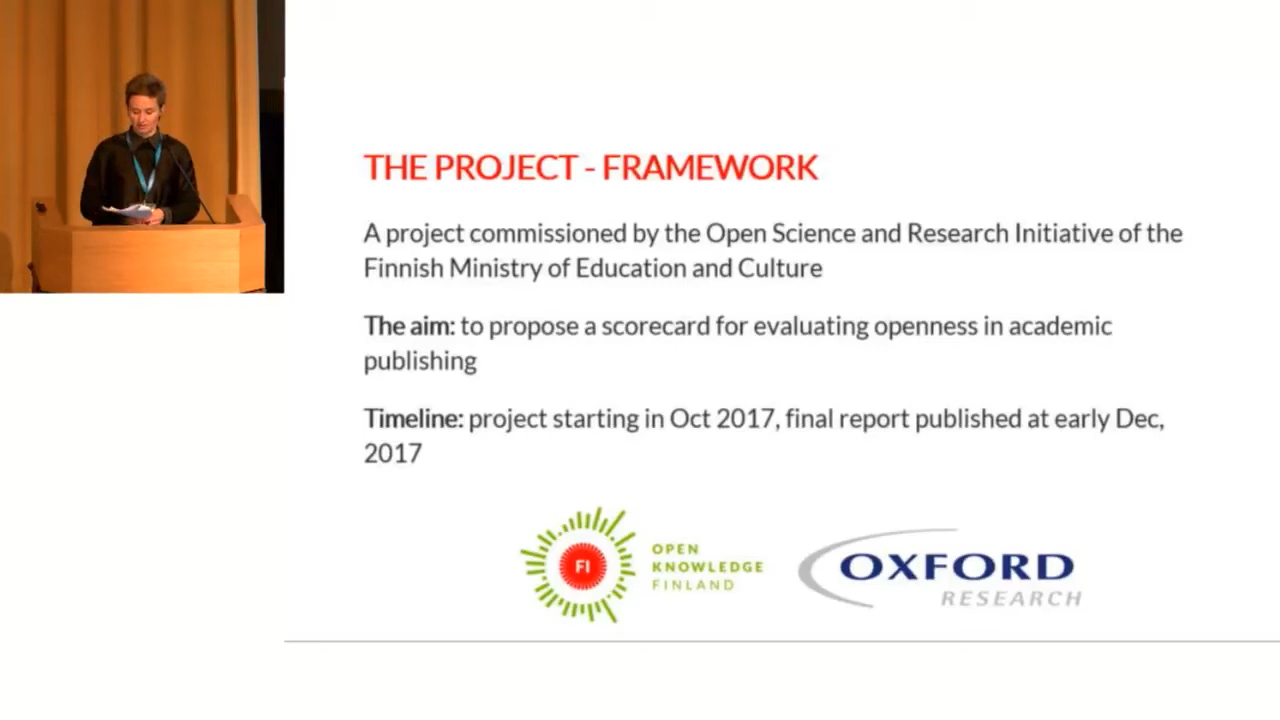 THE PROJECT - FRAMEWORK
A project commissioned by the Open Science and Research Initiative of the
Finnish Ministry of Education and Culture
The aim: to propose a scorecard for evaluating openness in academic
publishing
Timeline: project starting in Oct 2017, final report published at early Dec,
2017
FI
OPEN
KNOWLEDGE
FINLAND
OXFORD
RESEARCH